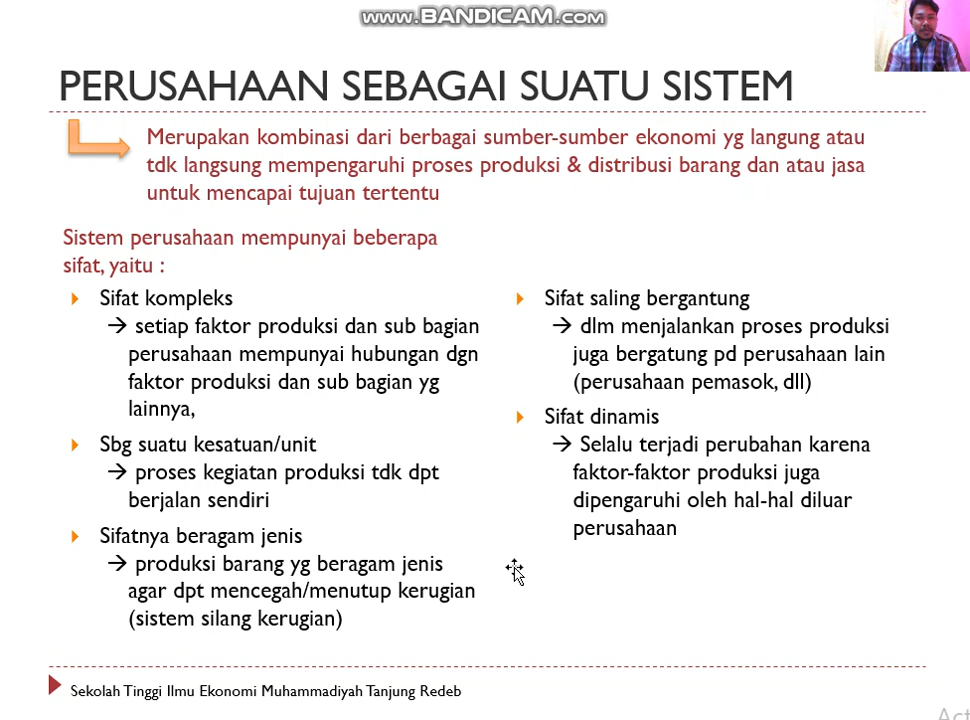 www.BANDICAM.com
PERUSAHAAN SEBAGAI SUATU SISTEM
Merupakan kombinasi dari berbagai sumber-sumber ekonomi yg langung atau
tdk langsung mempengaruhi proses produksi & distribusi barang dan atau jasa
untuk mencapai tujuan tertentu
Sistem perusahaan mempunyai beberapa
sifat, yaitu :
Sifat kompleks
→ setiap faktor produksi dan sub bagian
perusahaan mempunyai hubungan dgn
faktor produksi dan sub bagian yg
lainnya,
Sbg suatu kesatuan/unit
→ proses kegiatan produksi tdk dpt
berjalan sendiri
Sifatnya beragam jenis
→ produksi barang yg beragam jenis
agar dpt mencegah/menutup kerugian
(sistem silang kerugian)
Sifat saling bergantung
→ dlm menjalankan proses produksi
juga bergatung pd perusahaan lain
(perusahaan pemasok, dll)
Sifat dinamis
→ Selalu terjadi perubahan karena
faktor-faktor produksi juga
dipengaruhi oleh hal-hal diluar
perusahaan
Sekolah Tinggi Ilmu Ekonomi Muhammadiyah Tanjung Redeb